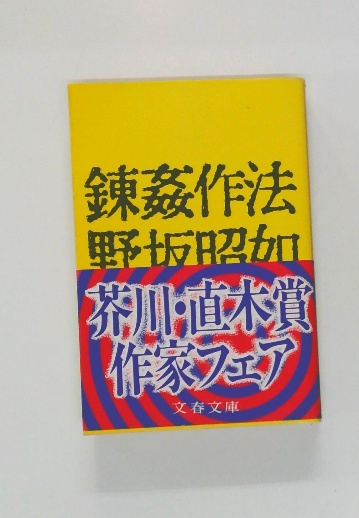 錬姦作法
野坂昭如
芥川・直木賞
作家フェア
文春文庫